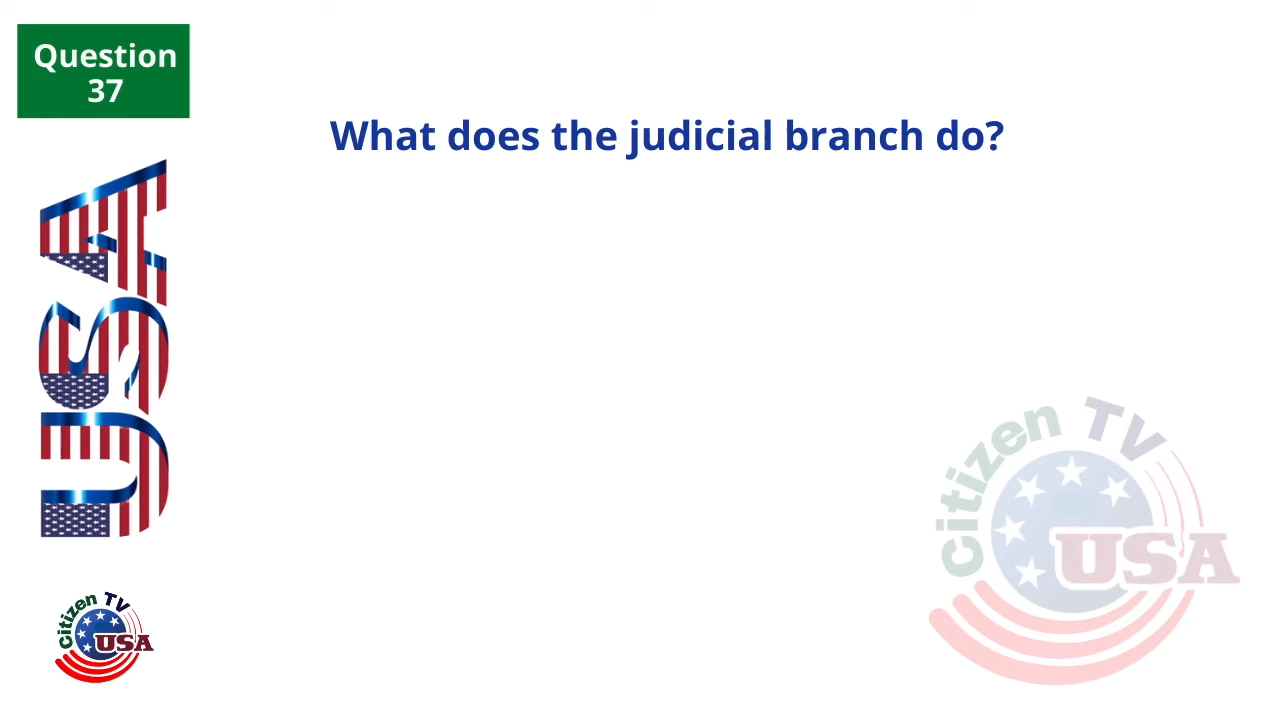 Question
37
What does the judicial branch do?
USA
Citizen TV
USA
Citizen TV
USA